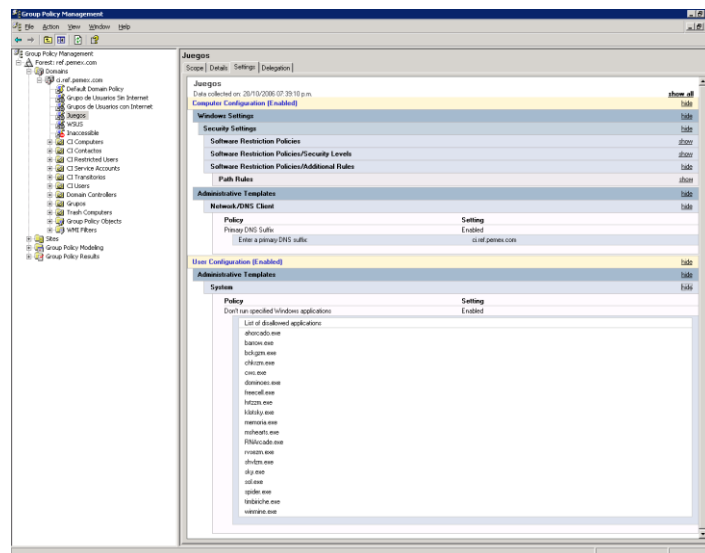 Group Policy Management
File Action View Window Help
Group Policy Management
Forest: ref.pemex.com
Domains
ci.ref.pemex.com
Default Domain Policy
Grupo de Usuarios Sin Internet
Grupos de Usuarios con Internet
Juegos
WSUS
Inaccessible
CI Computers
CI Contactos
CI Restricted Users
CI Service Accounts
CI Transitorios
CI Users
Domain Controllers
Grupos
Trash Computers
Group Policy Objects
WMI Filters
Sites
Group Policy Modeling
Group Policy Results
Juegos
Scope Details Settings Delegation
Juegos
Data collected on: 20/10/2006 07:39:10 p.m. show all
Computer Configuration (Enabled) hide
Windows Settings hide
Security Settings hide
Software Restriction Policies show
Software Restriction Policies/Security Levels show
Software Restriction Policies/Additional Rules hide
Path Rules show
Administrative Templates hide
Network/DNS Client hide
Policy Setting
Primary DNS Suffix Enabled
Enter a primary DNS suffix: ci.ref.pemex.com
User Configuration (Enabled) hide
Administrative Templates hide
System hide
Policy Setting
Don't run specified Windows applications Enabled
List of disallowed applications
ahorcado.exe
barrow.exe
bckgzm.exe
chkrzm.exe
cwc.exe
dominoes.exe
freecell.exe
hrtzzm.exe
klotsky.exe
memoria.exe
mshearts.exe
RNArcade.exe
rvsezm.exe
shvlzm.exe
sky.exe
sol.exe
spider.exe
timbiriche.exe
winmine.exe